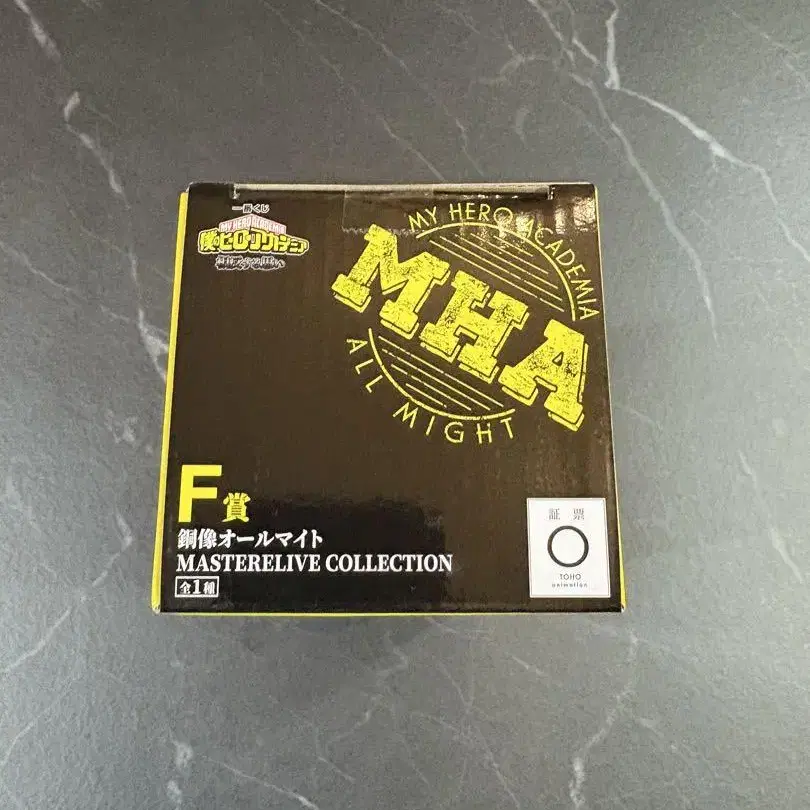 一番くじ
MY HERO ACADEMIA
僕のヒーローアカデミア
MY HERO ACADEMIA
MHA
ALL MIGHT
F賞
銅像オールマイト
MASTERELIVE COLLECTION
全1種
証票
TOHO
animation